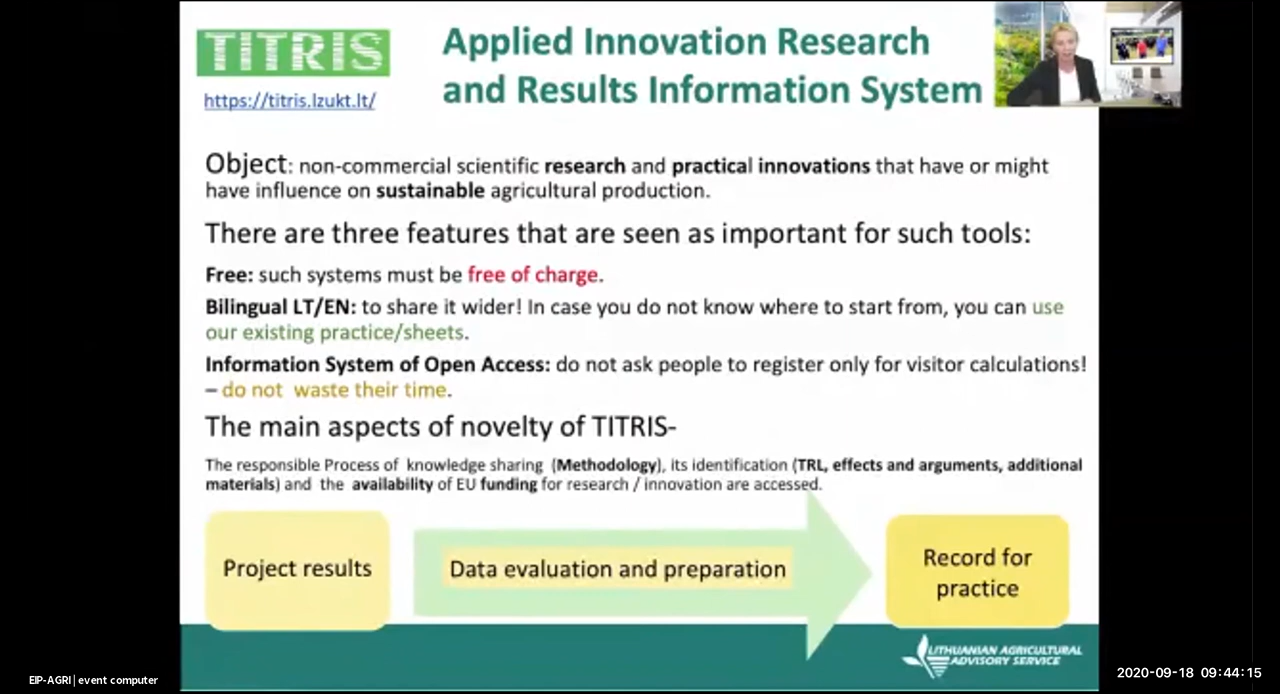 TITRIS
https://titris.lzukt.lt/
Applied Innovation Research
and Results Information System
Object: non-commercial scientific research and practical innovations that have or might
have influence on sustainable agricultural production.
There are three features that are seen as important for such tools:
Free: such systems must be free of charge.
Bilingual LT/EN: to share it wider! In case you do not know where to start from, you can use
our existing practice/sheets.
Information System of Open Access: do not ask people to register only for visitor calculations!
– do not waste their time.
The main aspects of novelty of TITRIS-
The responsible Process of knowledge sharing (Methodology), its identification (TRL, effects and arguments, additional
materials) and the availability of EU funding for research / innovation are accessed.
Project results
Data evaluation and preparation
Record for
practice
LITHUANIAN AGRICULTURAL
ADVISORY SERVICE
EIP-AGRI | event computer
2020-09-18 09:44:15